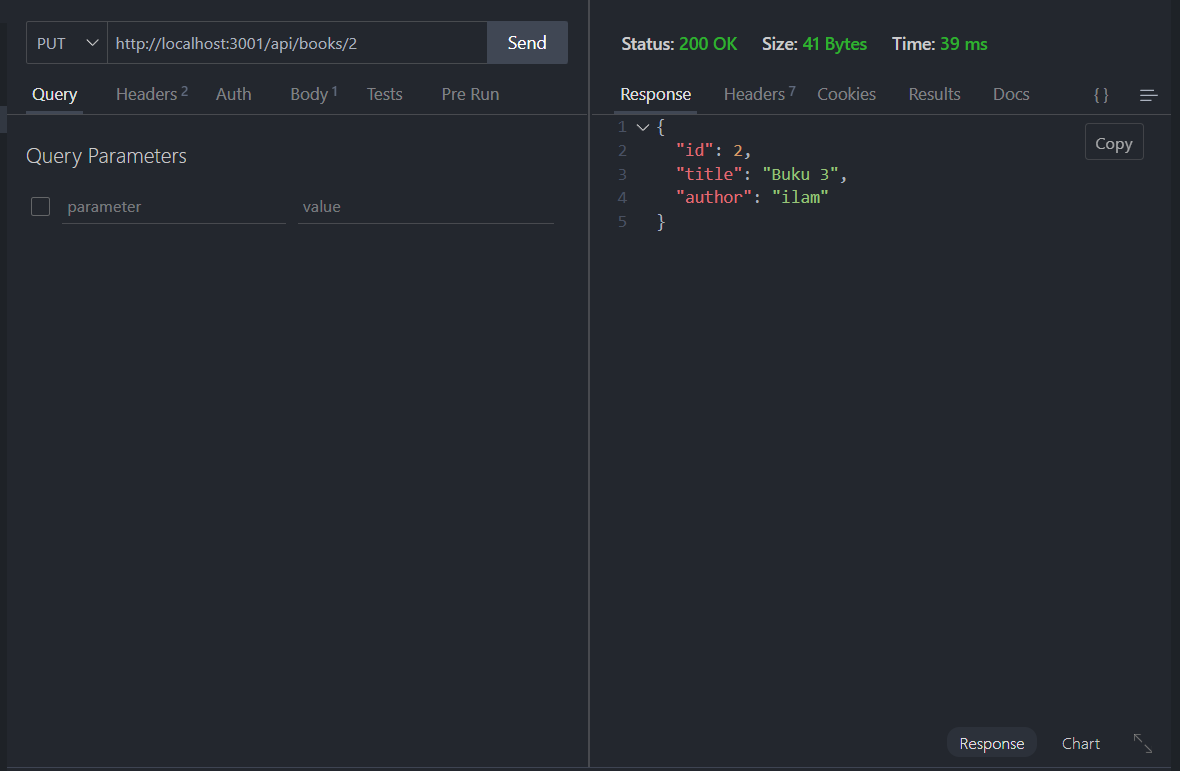 PUT http://localhost:3001/api/books/2 Send
Query Headers 2 Auth Body 1 Tests Pre Run
Query Parameters
parameter value
Status: 200 OK Size: 41 Bytes Time: 39 ms
Response Headers 7 Cookies Results Docs { }
1 {
2 "id": 2,
3 "title": "Buku 3",
4 "author": "ilam"
5 }
Copy
Response Chart